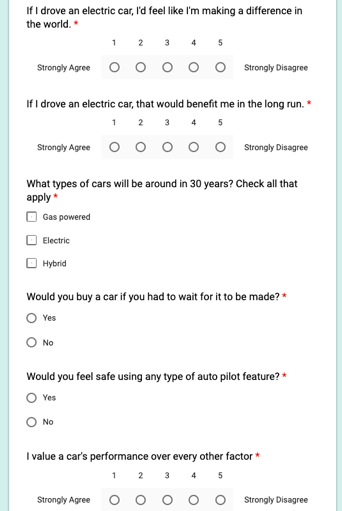 If I drove an electric car, I'd feel like I'm making a difference in
the world. *
1 2 3 4 5
Strongly Agree Strongly Disagree
If I drove an electric car, that would benefit me in the long run. *
1 2 3 4 5
Strongly Agree Strongly Disagree
What types of cars will be around in 30 years? Check all that
apply *
Gas powered
Electric
Hybrid
Would you buy a car if you had to wait for it to be made? *
Yes
No
Would you feel safe using any type of auto pilot feature? *
Yes
No
I value a car's performance over every other factor *
1 2 3 4 5
Strongly Agree Strongly Disagree